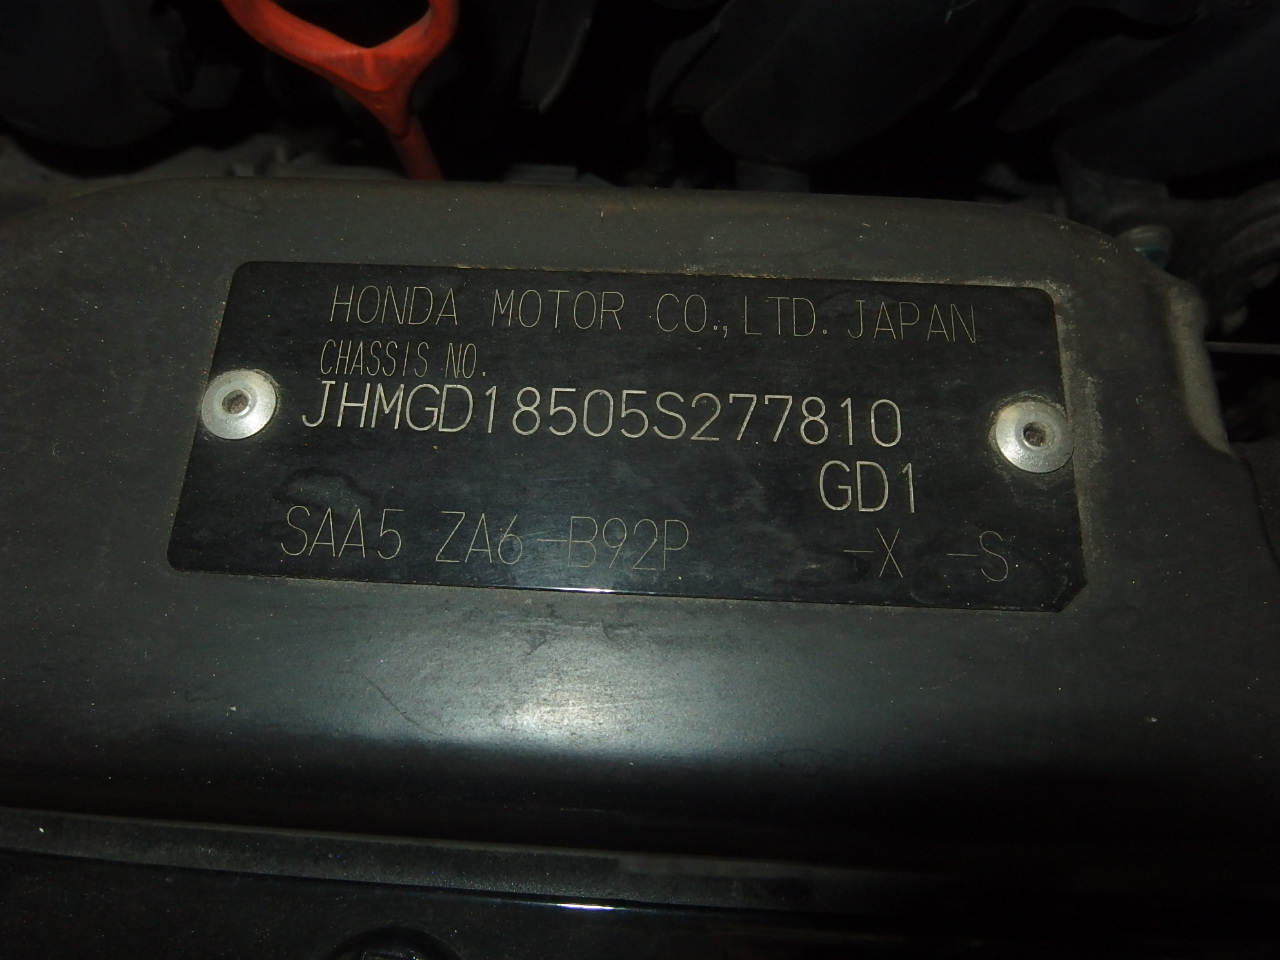 HONDA MOTOR CO., LTD. JAPAN
CHASSIS NO.
JHMGD18505S277810
GD1
SAA5 ZA6-B92P -X -S